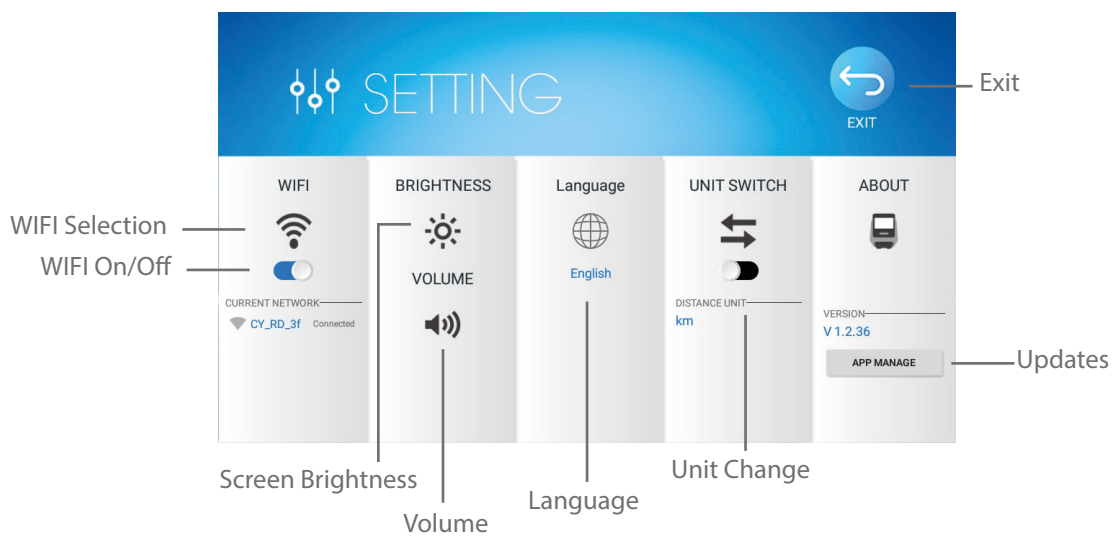 SETTING
EXIT
Exit
WIFI
BRIGHTNESS
Language
UNIT SWITCH
ABOUT
WIFI Selection
WIFI On/Off
VOLUME
English
CURRENT NETWORK
CY_RD_3f Connected
DISTANCE UNIT
km
VERSION
V 1.2.36
APP MANAGE
Updates
Screen Brightness
Volume
Language
Unit Change